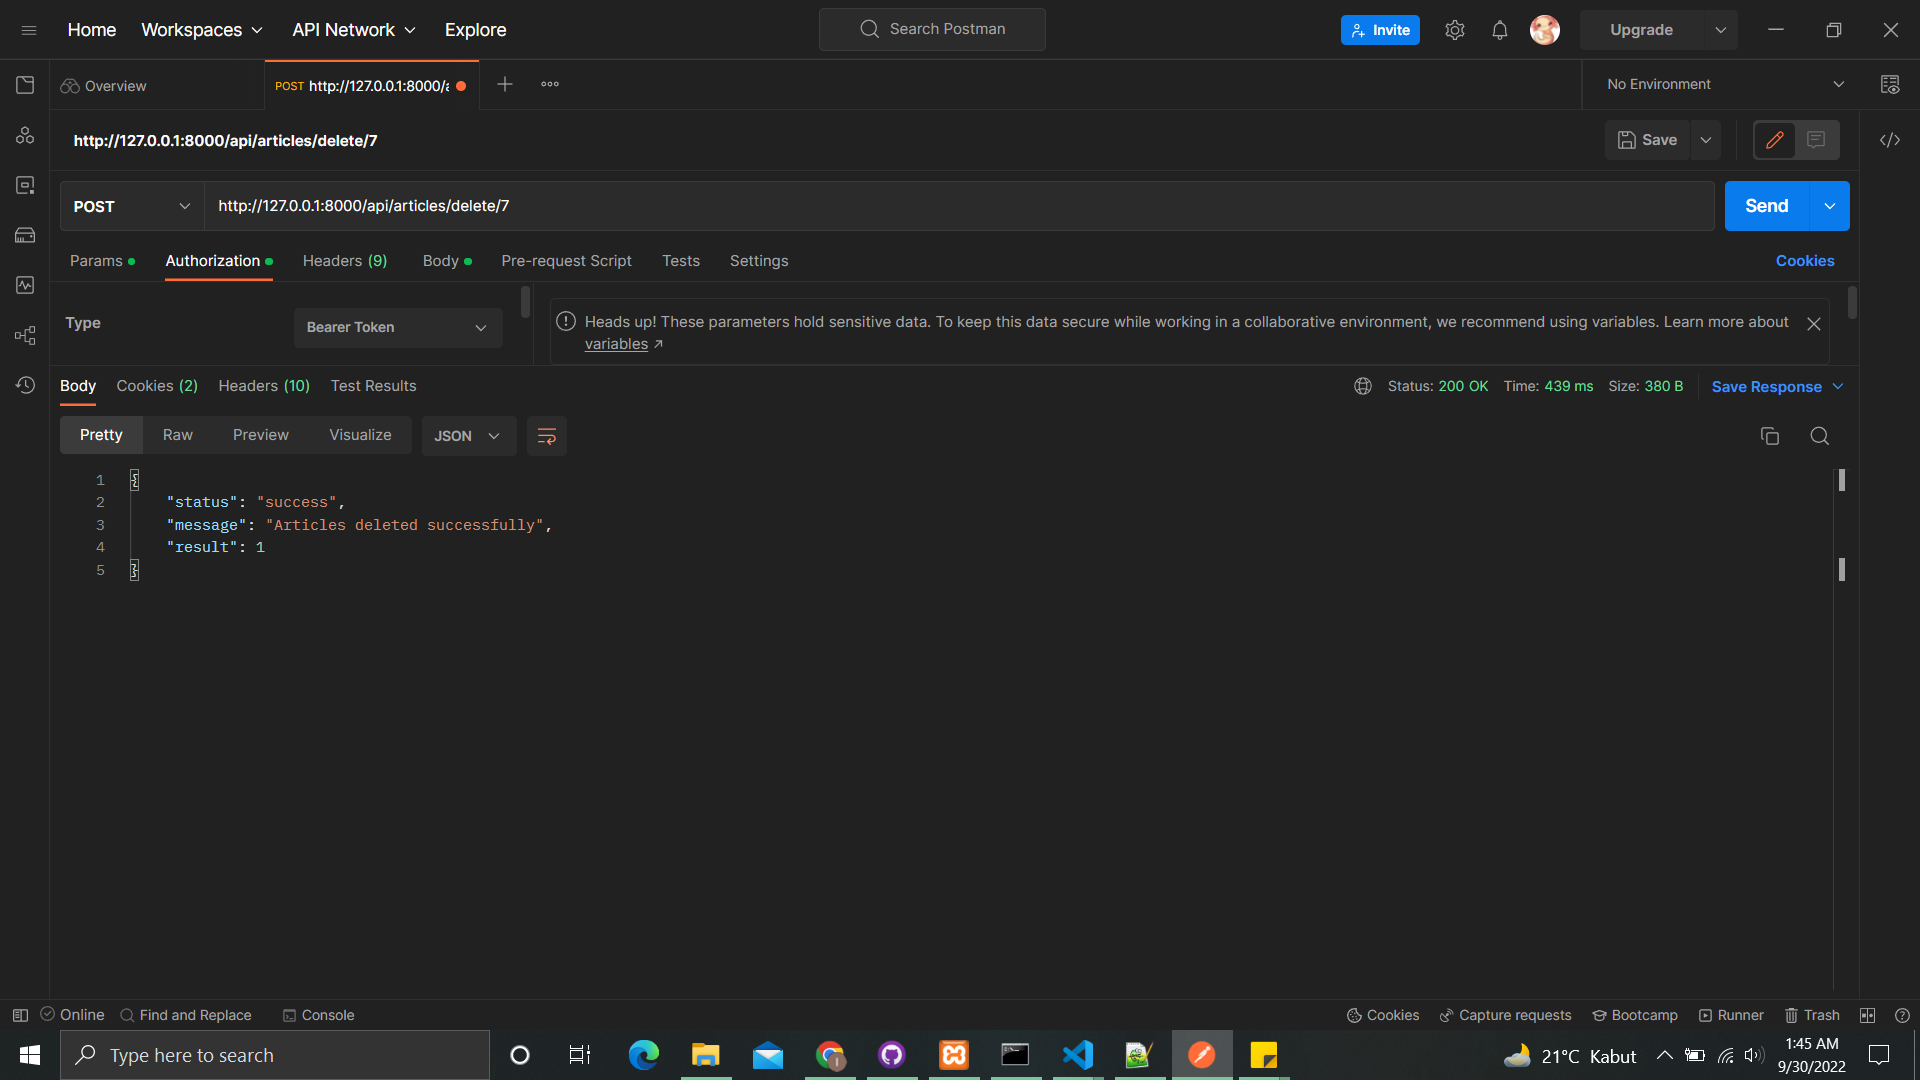 Home Workspaces API Network Explore Search Postman Invite Upgrade
Overview POST http://127.0.0.1:8000/a No Environment
http://127.0.0.1:8000/api/articles/delete/7 Save
POST http://127.0.0.1:8000/api/articles/delete/7 Send
Params Authorization Headers (9) Body Pre-request Script Tests Settings Cookies
Type Bearer Token
Heads up! These parameters hold sensitive data. To keep this data secure while working in a collaborative environment, we recommend using variables. Learn more about
variables ↗
Body Cookies (2) Headers (10) Test Results Status: 200 OK Time: 439 ms Size: 380 B Save Response
Pretty Raw Preview Visualize JSON
1 {
2 "status": "success",
3 "message": "Articles deleted successfully",
4 "result": 1
5 }
Online Find and Replace Console Cookies Capture requests Bootcamp Runner Trash
Type here to search 21°C Kabut 1:45 AM
9/30/2022